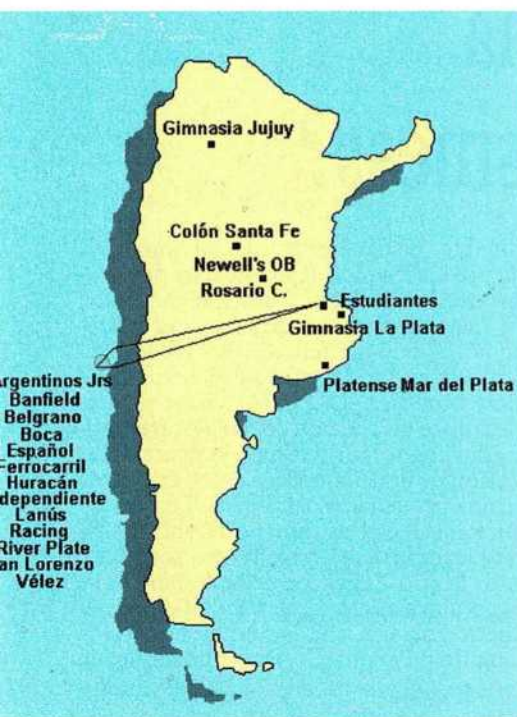 Gimnasia Jujuy
Colón Santa Fe
Newell's OB
Rosario C.
Estudiantes
Gimnasia La Plata
Platense Mar del Plata
Argentinos Jrs
Banfield
Belgrano
Boca
Español
Ferrocarril
Huracán
dependiente
Lanús
Racing
River Plate
an Lorenzo
Vélez